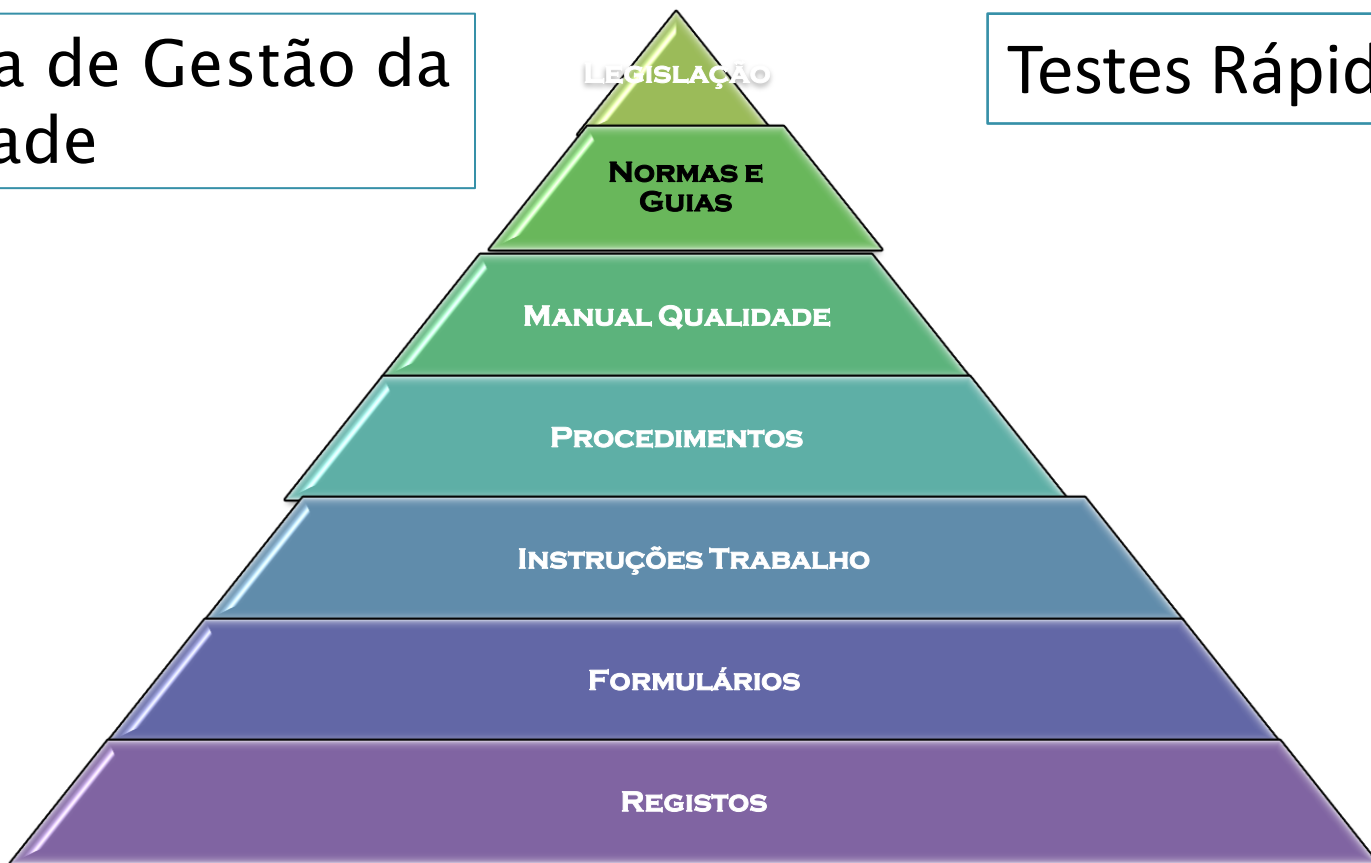 a de Gestão da
ade
Testes Rápid
LEGISLAÇÃO
NORMAS E
GUIAS
MANUAL QUALIDADE
PROCEDIMENTOS
INSTRUÇÕES TRABALHO
FORMULÁRIOS
REGISTOS